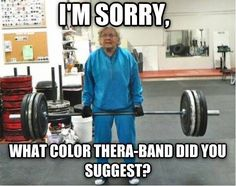 I'M SORRY,
WHAT COLOR THERA-BAND DID YOU
SUGGEST?